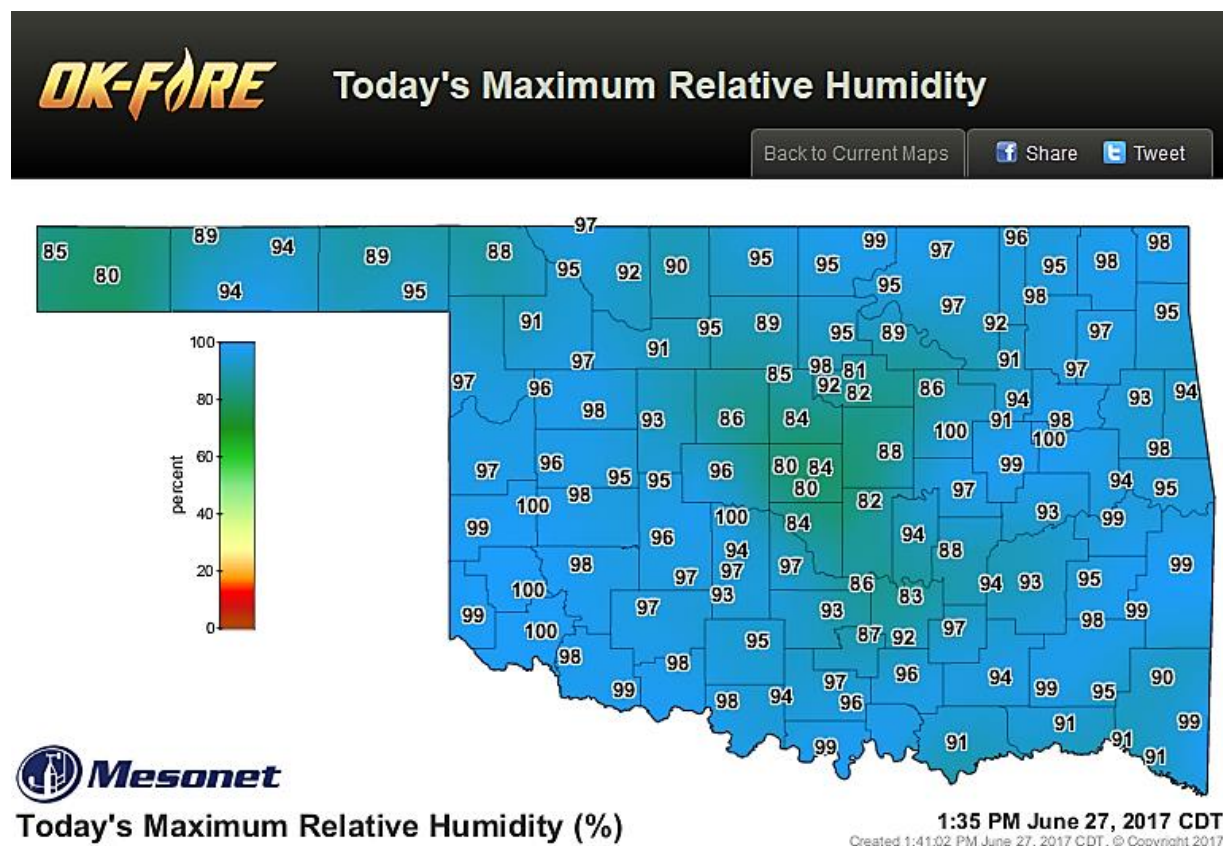 OK-FIRE
Today's Maximum Relative Humidity
Back to Current Maps Share Tweet
97
85 89 94 89 88 99 97 96 98
80 95 92 90 95 95 95 98
94 95 95 98
91 95 89 95 89 97 92 97 95
100 97 91 98 81 91 97
80 97 96 85 92 82 86 94 93 94
98 93 86 84 100 91 98
60 97 96 95 95 96 80 84 88 99 100 98
percent 98 80 97 94 95
40 99 100 100 84 82 93 99
96 94 94 88
20 98 97 97 97 86 94 93 95 99
100 93 83
0 99 97 93 98 99
100 95 87 92 97
98 98 97 96 94 90
99 98 94 96 99 95 99
99 91 91 91 91
Mesonet
Today's Maximum Relative Humidity (%) 1:35 PM June 27, 2017 CDT
Created 1:41:02 PM June 27, 2017 CDT. © Copyright 2017